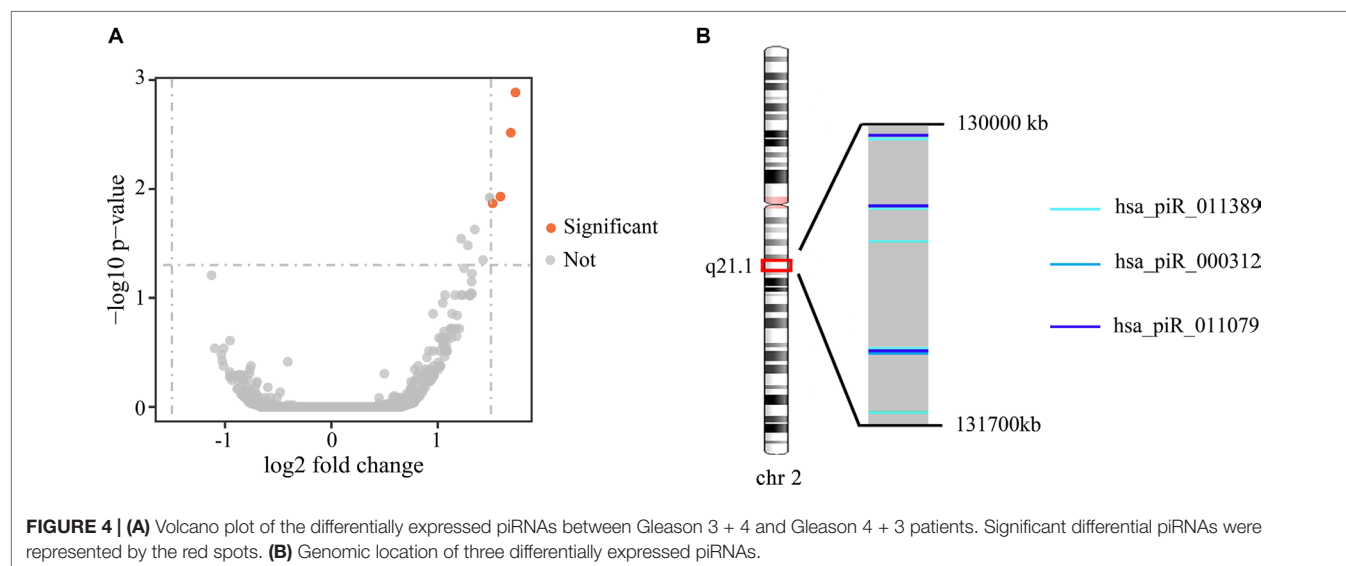 A
3
2
1
0
-1
0
1
−log10 p-value
log2 fold change
Significant
Not
B
q21.1
chr 2
130000 kb
131700kb
hsa_piR_011389
hsa_piR_000312
hsa_piR_011079
FIGURE 4 | (A) Volcano plot of the differentially expressed piRNAs between Gleason 3 + 4 and Gleason 4 + 3 patients. Significant differential piRNAs were
represented by the red spots. (B) Genomic location of three differentially expressed piRNAs.